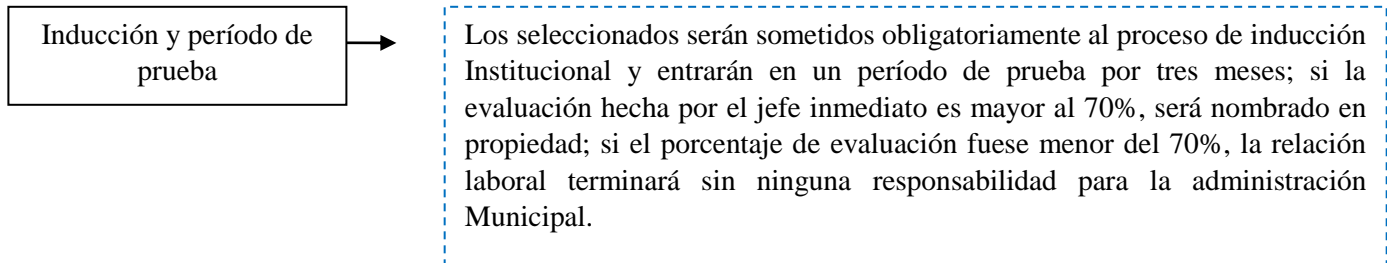 Inducción y período de
prueba
Los seleccionados serán sometidos obligatoriamente al proceso de inducción
Institucional y entrarán en un período de prueba por tres meses; si la
evaluación hecha por el jefe inmediato es mayor al 70%, será nombrado en
propiedad; si el porcentaje de evaluación fuese menor del 70%, la relación
laboral terminará sin ninguna responsabilidad para la administración
Municipal.